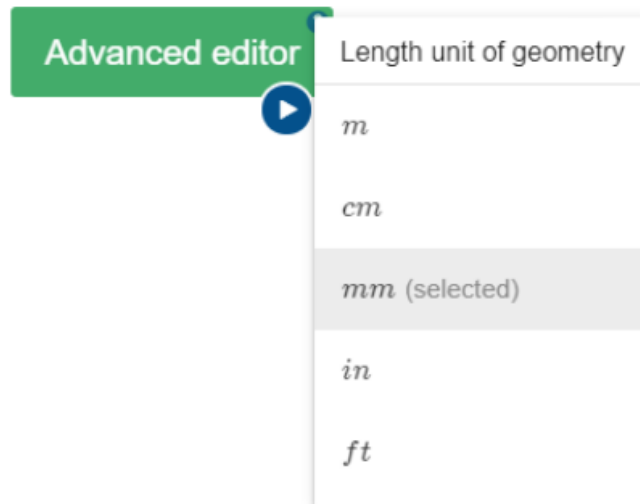 Advanced editor
Length unit of geometry
m
cm
mm (selected)
in
ft